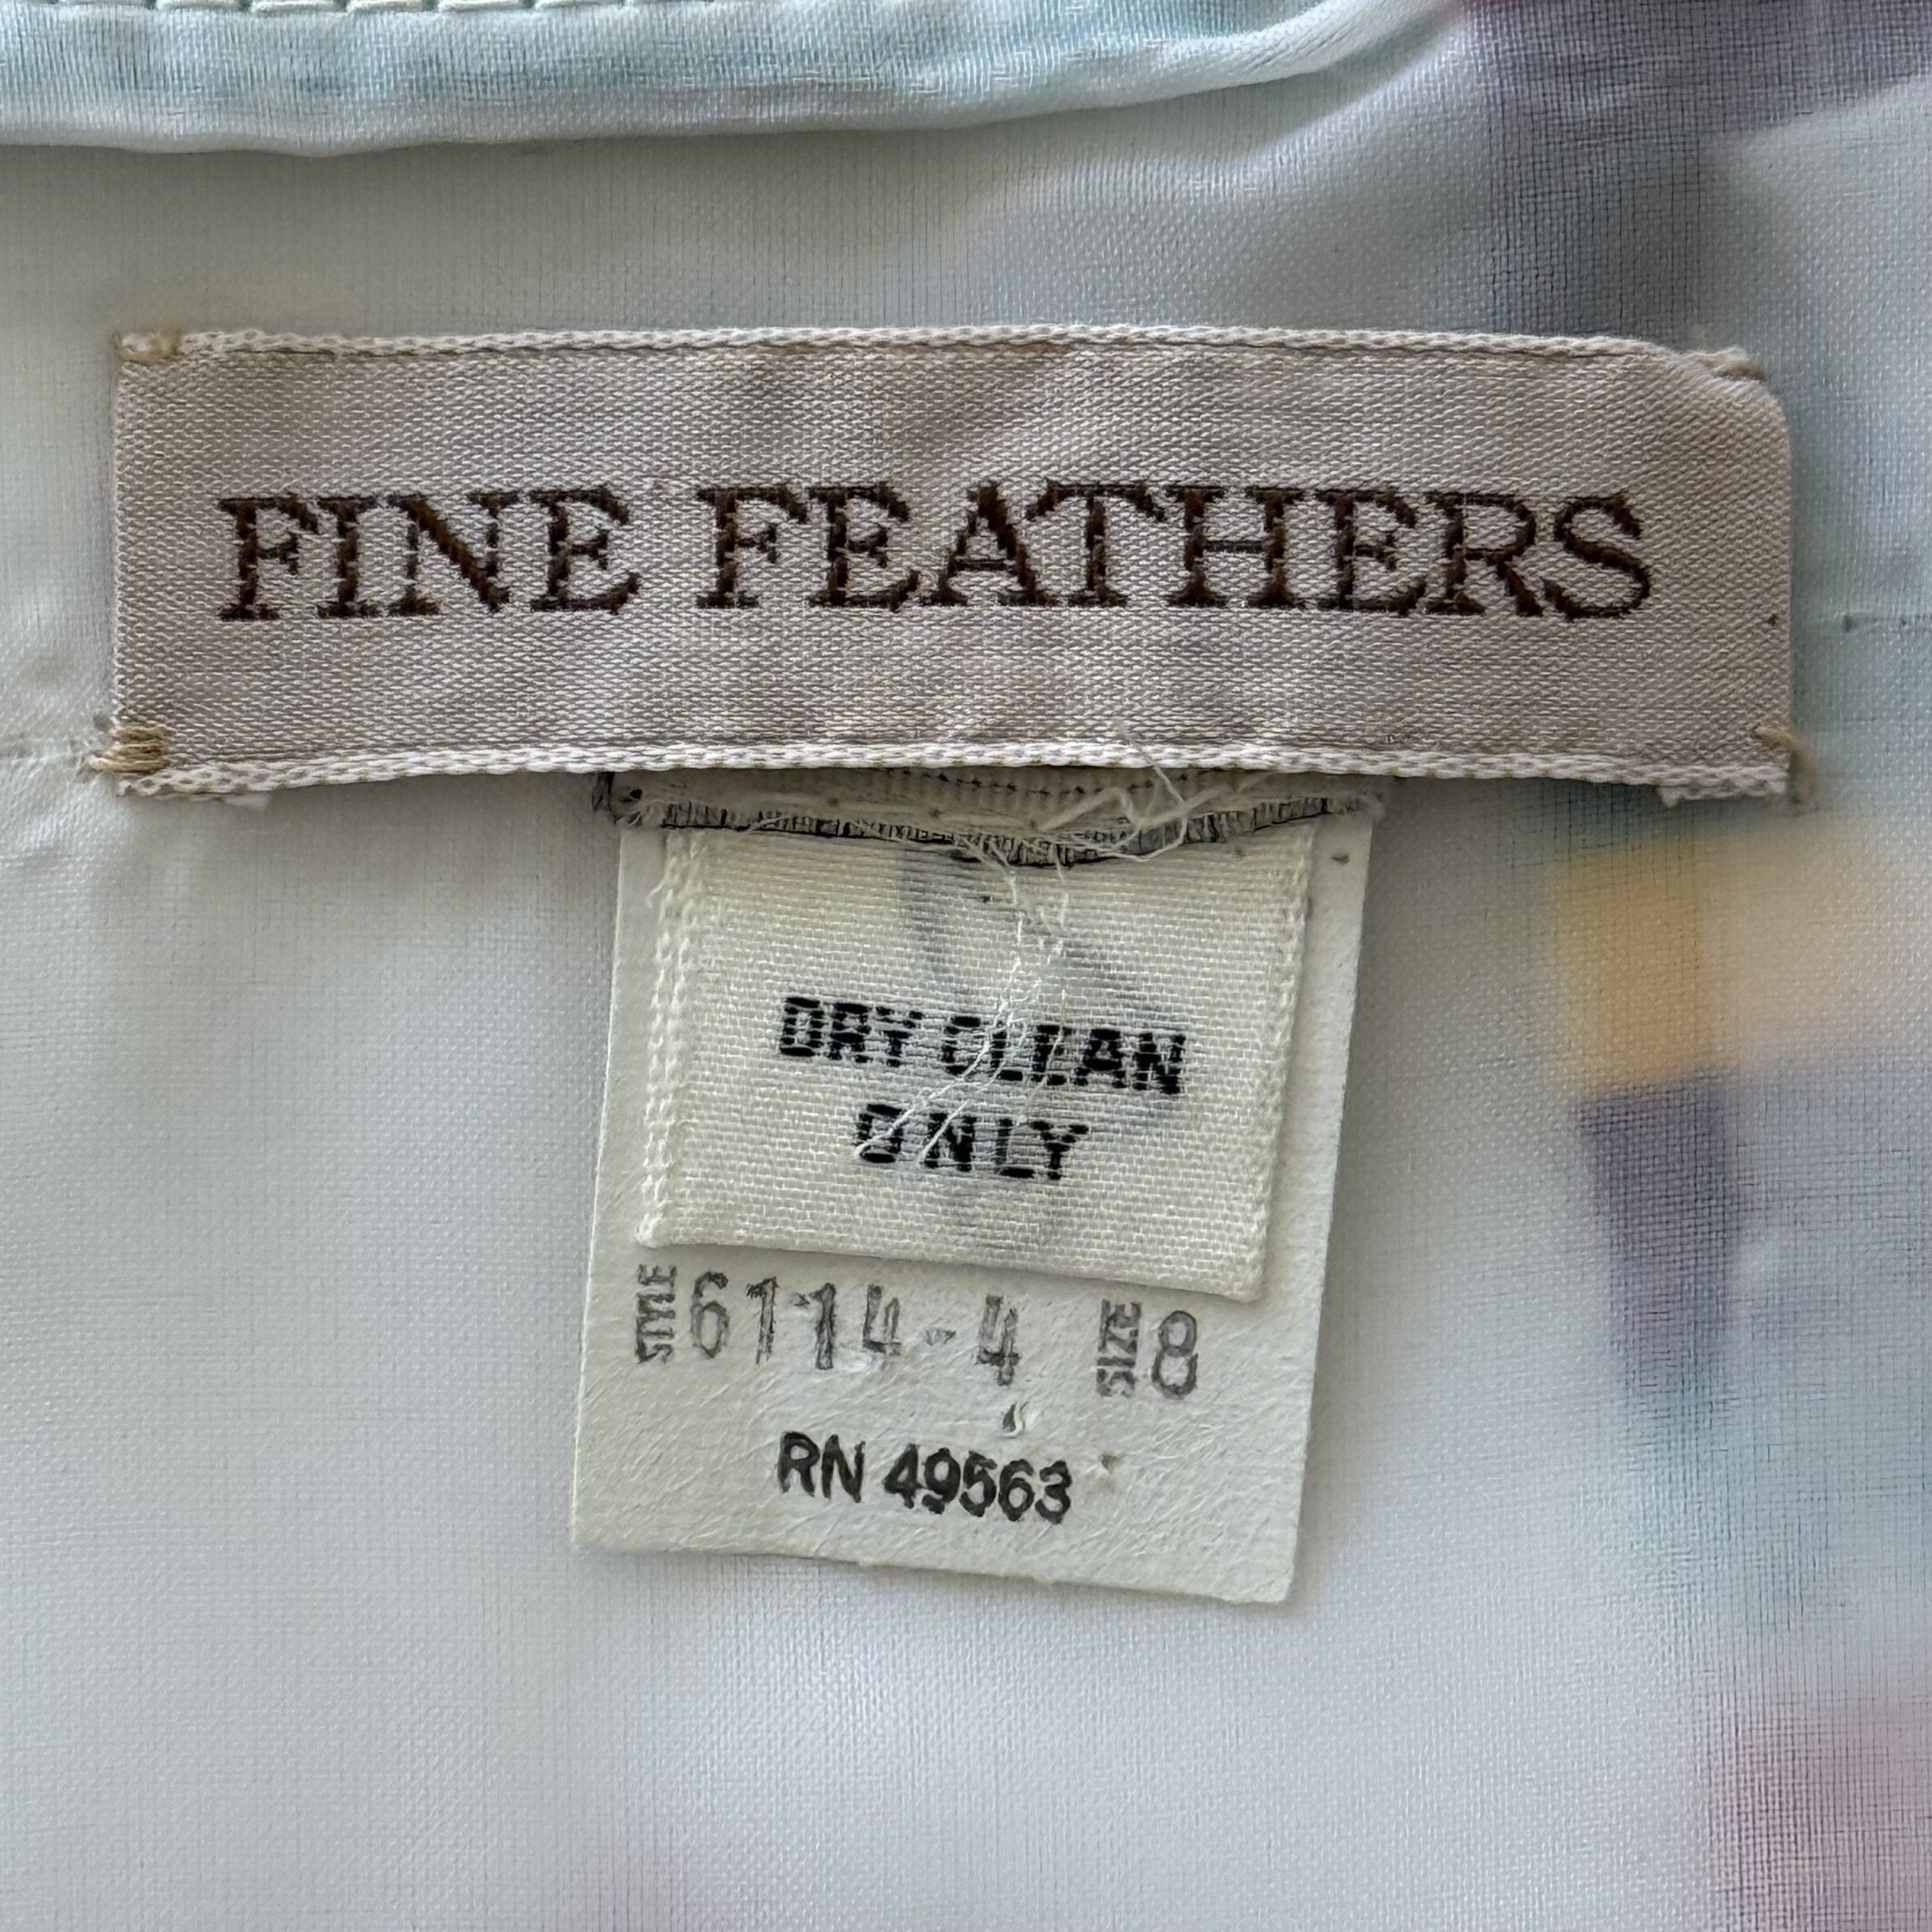 FINE FEATHERS
DRY CLEAN
ONLY
STYLE 6114-4 SIZE 8
RN 49563